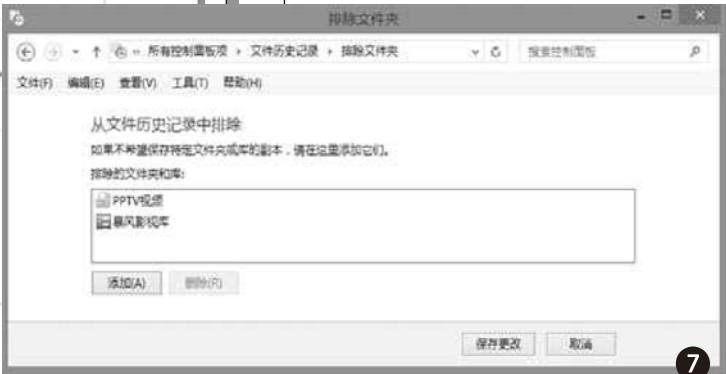 排除文件夹
所有控制面板项 文件历史记录 排除文件夹 搜索控制面板
文件(F) 编辑(E) 查看(V) 工具(T) 帮助(H)
从文件历史记录中排除
如果不希望保存特定文件夹或库的副本，请在这里添加它们。
排除的文件夹和库:
PPTV视频
暴风影视库
添加(A) 删除(R)
保存更改 取消
7